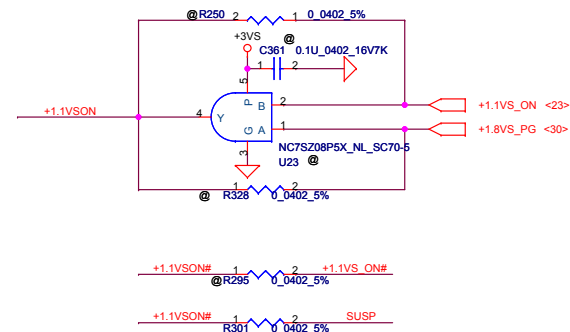 @ R250 2 1 0_0402_5%
+3VS
@
C361 0.1U_0402_16V7K
1 2
5
+1.1VSON 4 Y P B 2 +1.1VS_ON <23>
G A 1 +1.8VS_PG <30>
3
NC7SZ08P5X_NL_SC70-5
U23 @
1 2
@ R328 0_0402_5%
+1.1VSON# 1 2 +1.1VS_ON#
@ R295 0_0402_5%
+1.1VSON# 1 2 SUSP
R301 0_0402_5%